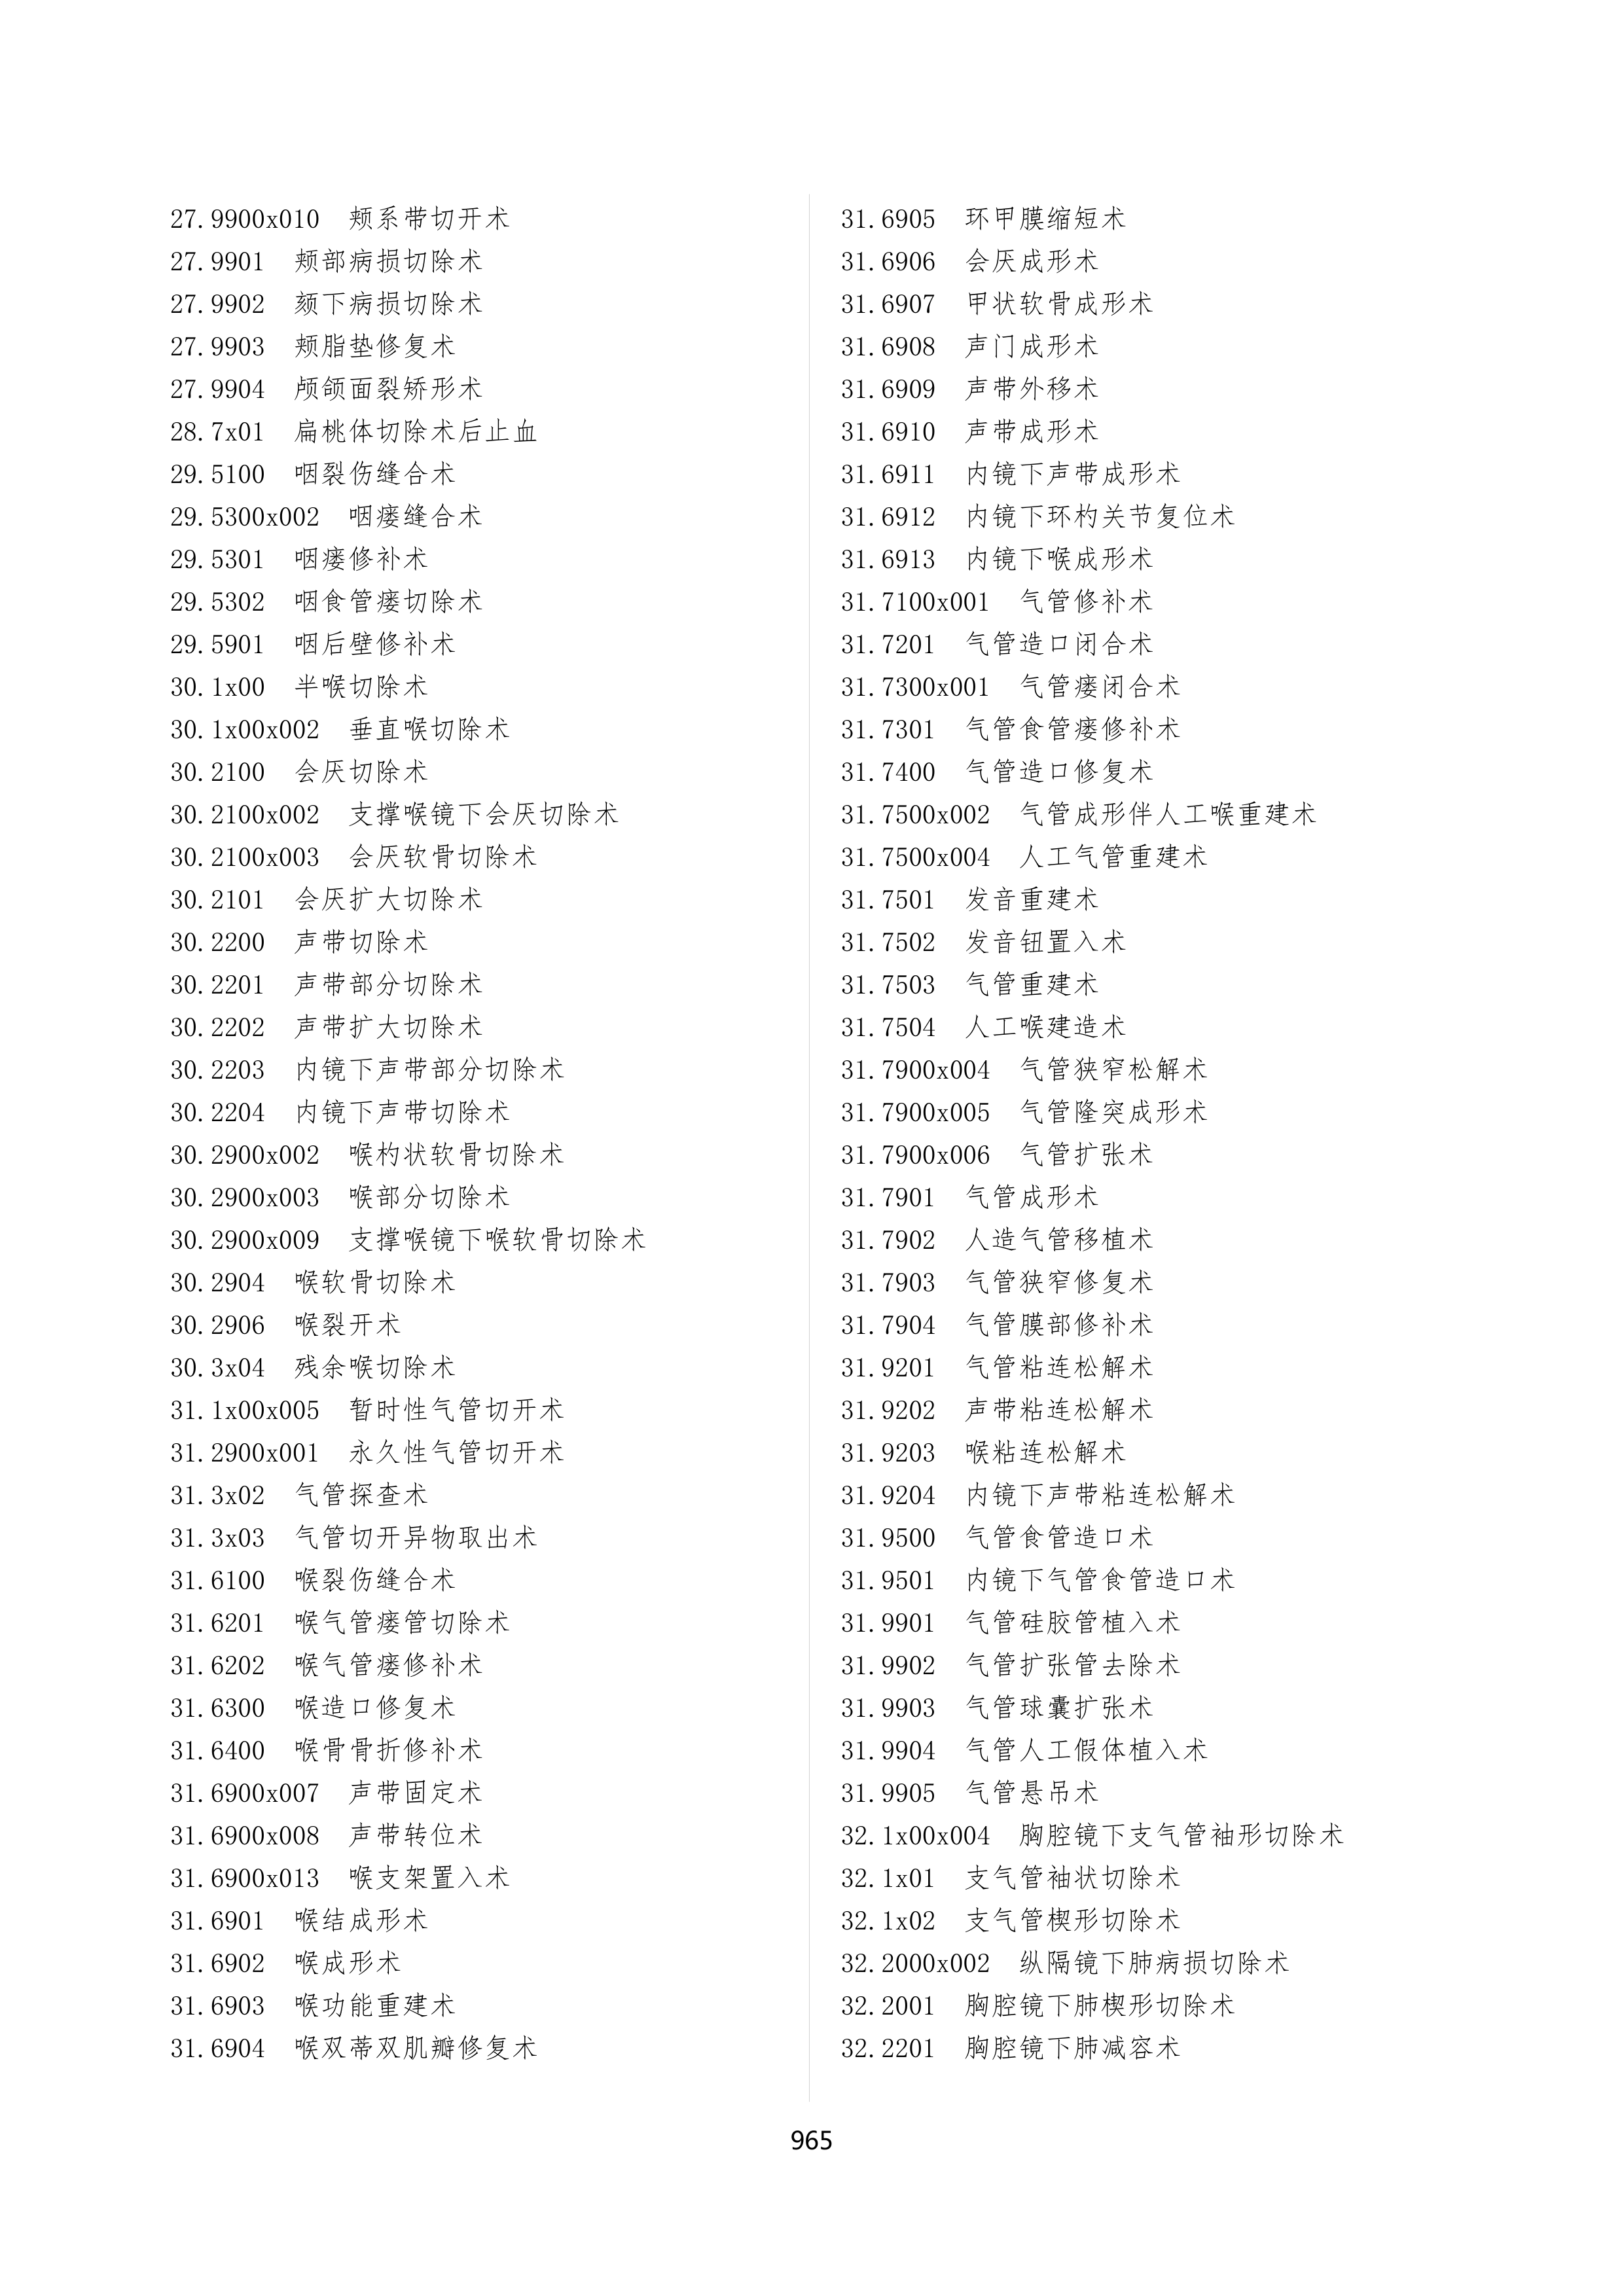 27.9900x010 颊系带切开术
27.9901 颊部病损切除术
27.9902 颏下病损切除术
27.9903 颊脂垫修复术
27.9904 颅颌面裂矫形术
28.7x01 扁桃体切除术后止血
29.5100 咽裂伤缝合术
29.5300x002 咽瘘缝合术
29.5301 咽瘘修补术
29.5302 咽食管瘘切除术
29.5901 咽后壁修补术
30.1x00 半喉切除术
30.1x00x002 垂直喉切除术
30.2100 会厌切除术
30.2100x002 支撑喉镜下会厌切除术
30.2100x003 会厌软骨切除术
30.2101 会厌扩大切除术
30.2200 声带切除术
30.2201 声带部分切除术
30.2202 声带扩大切除术
30.2203 内镜下声带部分切除术
30.2204 内镜下声带切除术
30.2900x002 喉杓状软骨切除术
30.2900x003 喉部分切除术
30.2900x009 支撑喉镜下喉软骨切除术
30.2904 喉软骨切除术
30.2906 喉裂开术
30.3x04 残余喉切除术
31.1x00x005 暂时性气管切开术
31.2900x001 永久性气管切开术
31.3x02 气管探查术
31.3x03 气管切开异物取出术
31.6100 喉裂伤缝合术
31.6201 喉气管瘘管切除术
31.6202 喉气管瘘修补术
31.6300 喉造口修复术
31.6400 喉骨骨折修补术
31.6900x007 声带固定术
31.6900x008 声带转位术
31.6900x013 喉支架置入术
31.6901 喉结成形术
31.6902 喉成形术
31.6903 喉功能重建术
31.6904 喉双蒂双肌瓣修复术
31.6905 环甲膜缩短术
31.6906 会厌成形术
31.6907 甲状软骨成形术
31.6908 声门成形术
31.6909 声带外移术
31.6910 声带成形术
31.6911 内镜下声带成形术
31.6912 内镜下环杓关节复位术
31.6913 内镜下喉成形术
31.7100x001 气管修补术
31.7201 气管造口闭合术
31.7300x001 气管瘘闭合术
31.7301 气管食管瘘修补术
31.7400 气管造口修复术
31.7500x002 气管成形伴人工喉重建术
31.7500x004 人工气管重建术
31.7501 发音重建术
31.7502 发音钮置入术
31.7503 气管重建术
31.7504 人工喉建造术
31.7900x004 气管狭窄松解术
31.7900x005 气管隆突成形术
31.7900x006 气管扩张术
31.7901 气管成形术
31.7902 人造气管移植术
31.7903 气管狭窄修复术
31.7904 气管膜部修补术
31.9201 气管粘连松解术
31.9202 声带粘连松解术
31.9203 喉粘连松解术
31.9204 内镜下声带粘连松解术
31.9500 气管食管造口术
31.9501 内镜下气管食管造口术
31.9901 气管硅胶管植入术
31.9902 气管扩张管去除术
31.9903 气管球囊扩张术
31.9904 气管人工假体植入术
31.9905 气管悬吊术
32.1x00x004 胸腔镜下支气管袖形切除术
32.1x01 支气管袖状切除术
32.1x02 支气管楔形切除术
32.2000x002 纵隔镜下肺病损切除术
32.2001 胸腔镜下肺楔形切除术
32.2201 胸腔镜下肺减容术
965